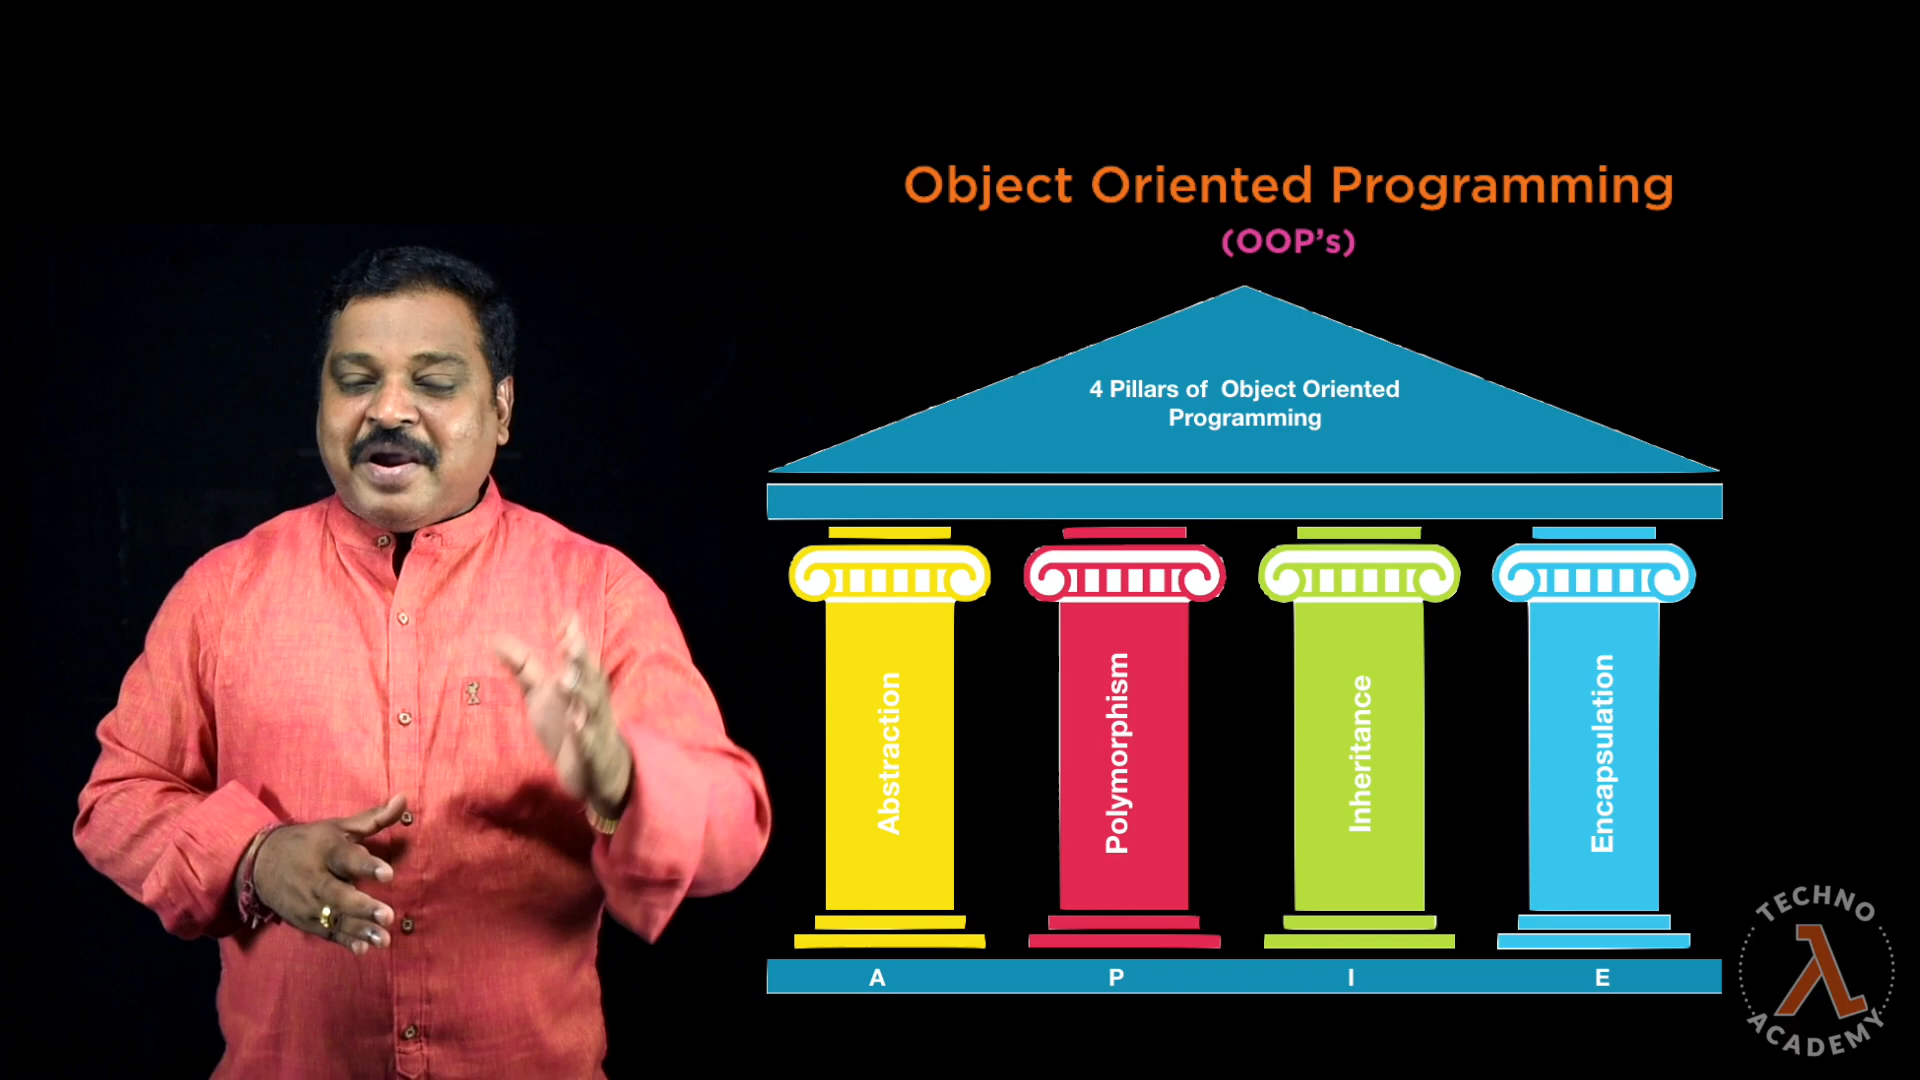 Object Oriented Programming
(OOP’s)
4 Pillars of Object Oriented
Programming
Abstraction
Polymorphism
Inheritance
Encapsulation
A P I E
TECHNO
ACADEMY